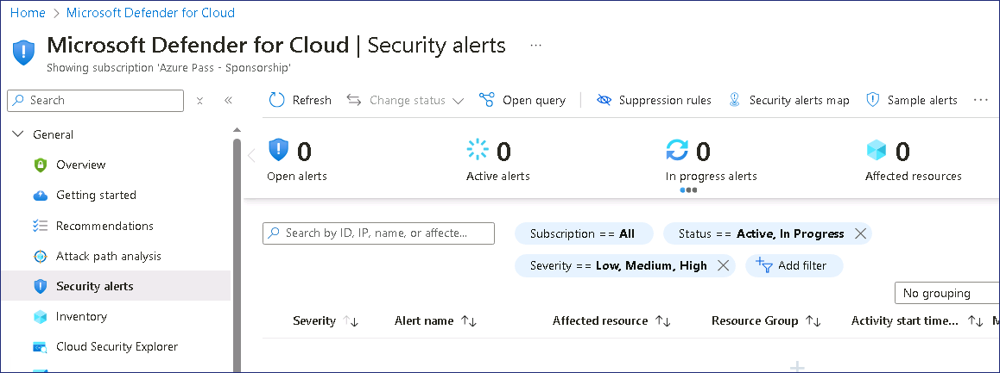 Home > Microsoft Defender for Cloud
Microsoft Defender for Cloud | Security alerts ...
Showing subscription 'Azure Pass - Sponsorship'
Search
Refresh Change status Open query Suppression rules Security alerts map Sample alerts ...
General
Overview
Getting started
Recommendations
Attack path analysis
Security alerts
Inventory
Cloud Security Explorer
0 0 0 0
Open alerts Active alerts In progress alerts Affected resources
Search by ID, IP, name, or affecte... Subscription == All Status == Active, In Progress
Severity == Low, Medium, High Add filter
No grouping
Severity Alert name Affected resource Resource Group Activity start time... M